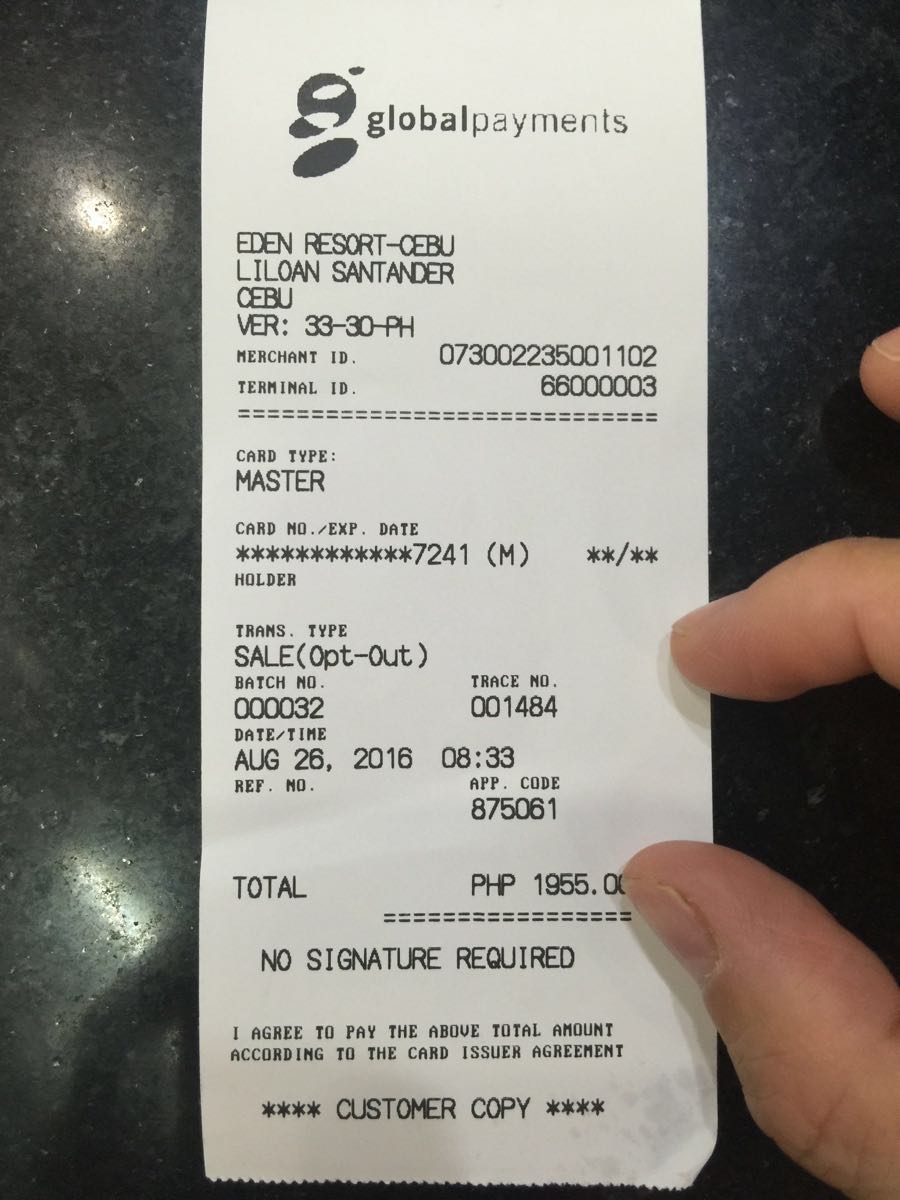 globalpayments
EDEN RESORT-CEBU
LILOAN SANTANDER
CEBU
VER: 33-30-PH
MERCHANT ID. 073002235001102
TERMINAL ID. 66000003
=============================
CARD TYPE:
MASTER
CARD NO./EXP. DATE
************7241 (M) **/**
HOLDER
TRANS. TYPE
SALE(Opt-Out)
BATCH NO. TRACE NO.
000032 001484
DATE/TIME
AUG 26, 2016 08:33
REF. NO. APP. CODE
875061
TOTAL PHP 1955.00
=================
NO SIGNATURE REQUIRED
I AGREE TO PAY THE ABOVE TOTAL AMOUNT
ACCORDING TO THE CARD ISSUER AGREEMENT
**** CUSTOMER COPY ****